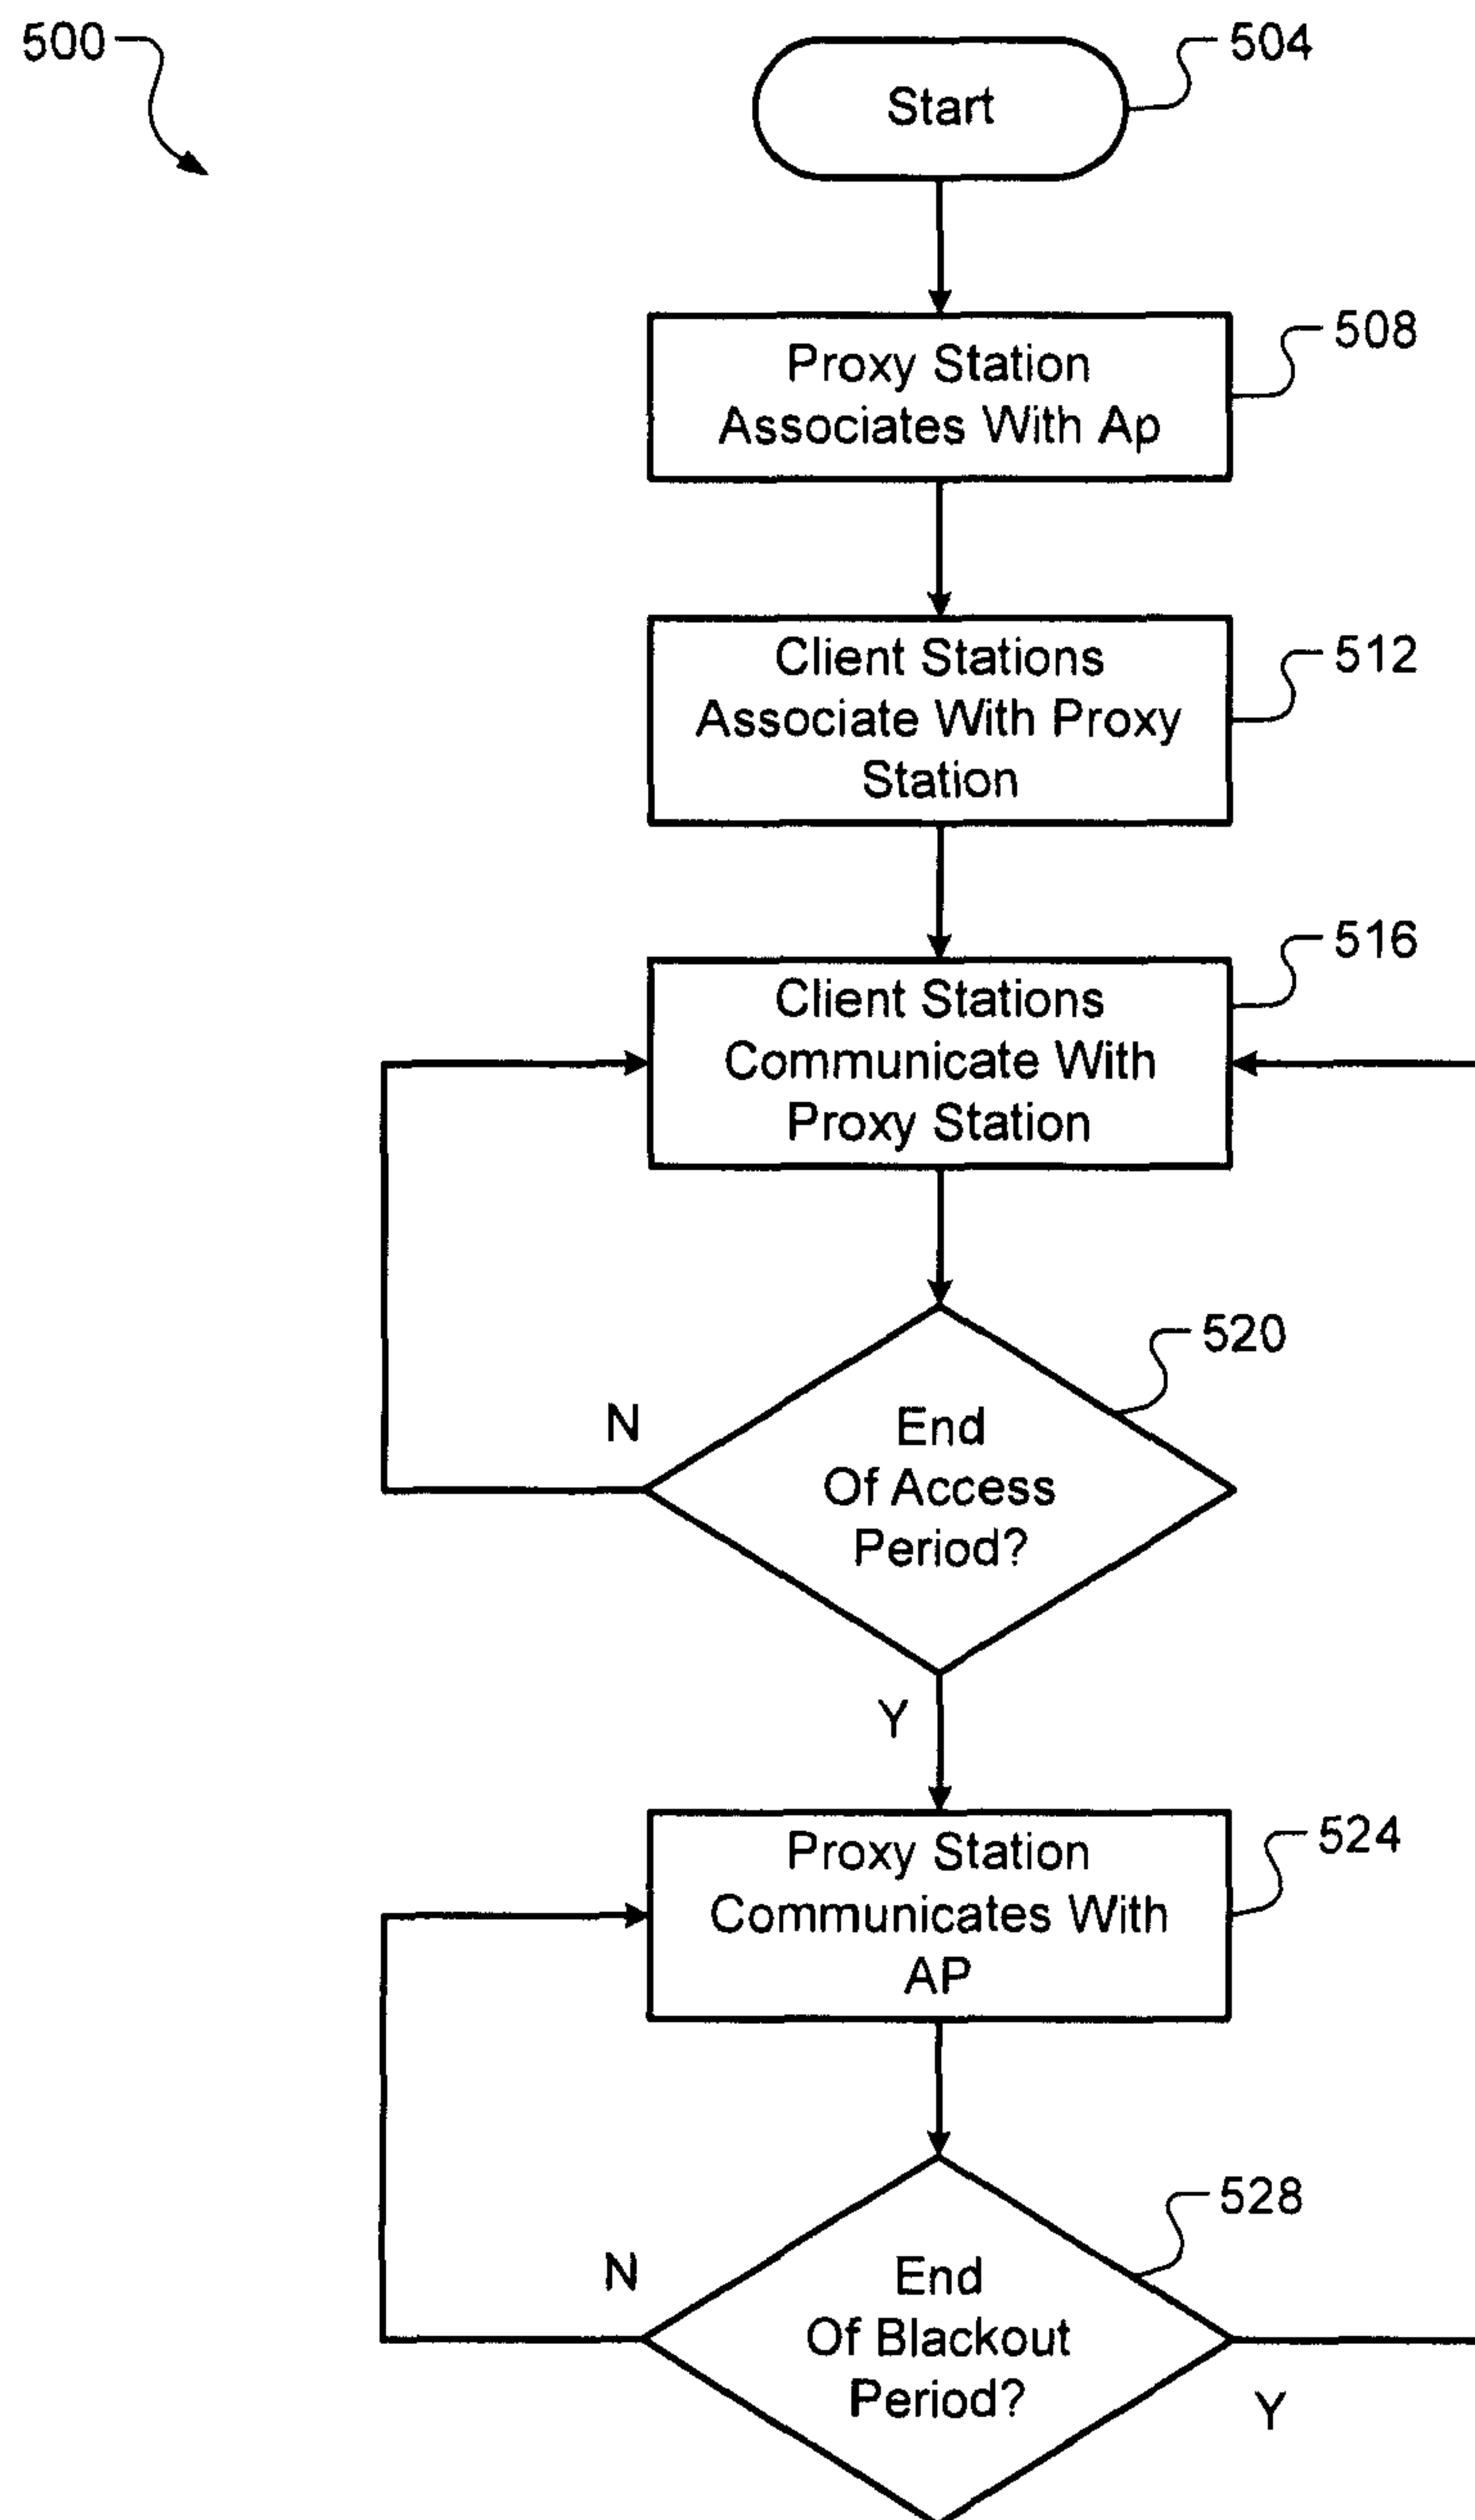 500
504
Start
508
Proxy Station
Associates With Ap
512
Client Stations
Associate With Proxy
Station
516
Client Stations
Communicate With
Proxy Station
520
End
Of Access
Period?
N
Y
524
Proxy Station
Communicates With
AP
528
End
Of Blackout
Period?
N
Y